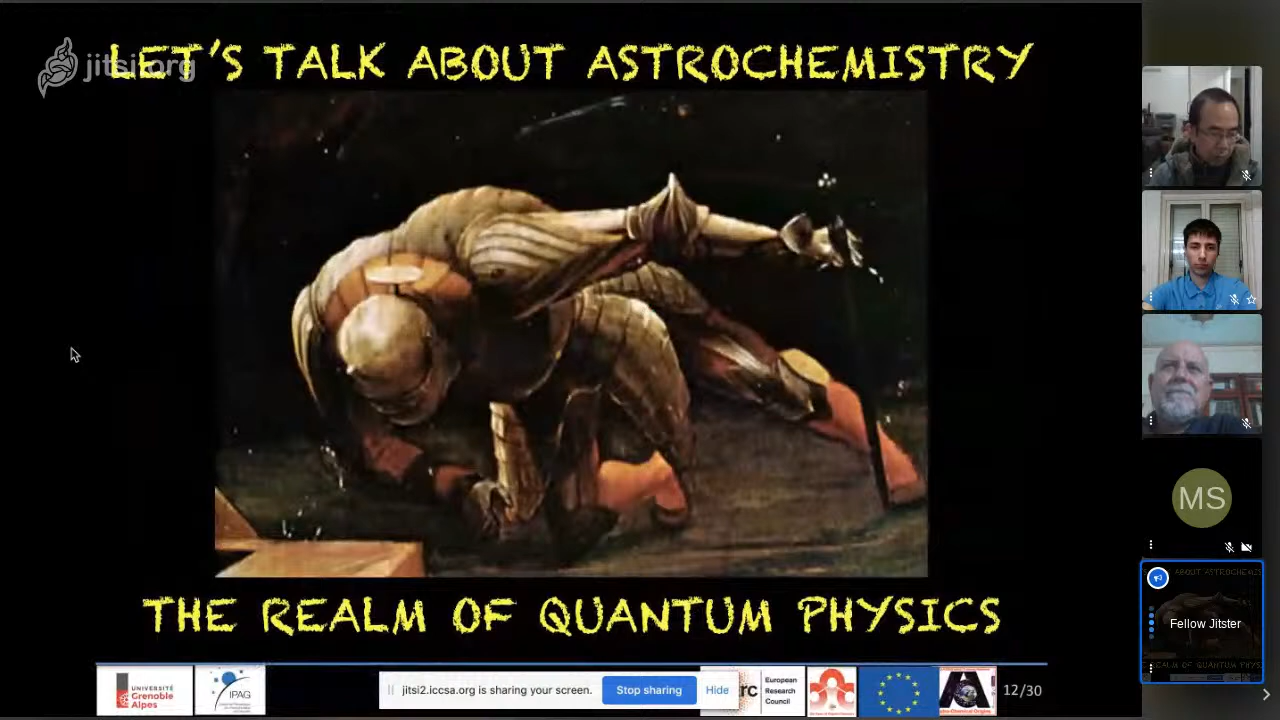 LET'S TALK ABOUT ASTROCHEMISTRY
jitsi.org
THE REALM OF QUANTUM PHYSICS
UNIVERSITÉ
Grenoble
Alpes
IPAG
jitsi2.iccsa.org is sharing your screen.
Stop sharing
Hide
rc
European
Research
Council
12/30
MS
Fellow Jitster